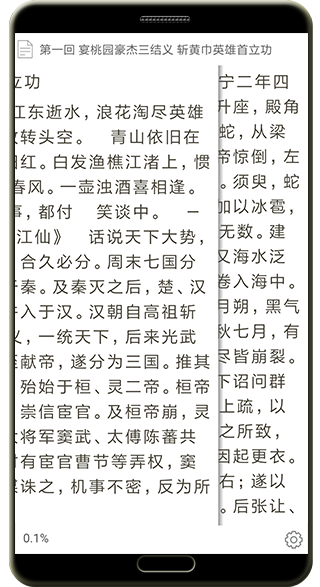 第一回 宴桃园豪杰三结义 斩黄巾英雄首立功
立功
江东逝水，浪花淘尽英雄
转头空。 青山依旧在
红。白发渔樵江渚上，惯
春风。一壶浊酒喜相逢。
，都付 笑谈中。 —
江仙》 话说天下大势，
合久必分。周末七国分
秦。及秦灭之后，楚、汉
入于汉。汉朝自高祖斩
，一统天下，后来光武
献帝，遂分为三国。推其
殆始于桓、灵二帝。桓帝
崇信宦官。及桓帝崩，灵
大将军窦武、太傅陈蕃共
有宦官曹节等弄权，窦
诛之，机事不密，反为所
宁二年四
升座，殿角
蛇，从梁
帝惊倒，左
。须臾，蛇
加以冰雹，
无数。建
又海水泛
卷入海中。
月朔，黑气
秋七月，有
尽皆崩裂。
下诏问群
上疏，以
之所致，
因起更衣。
右；遂以
。后张让、
0.1%